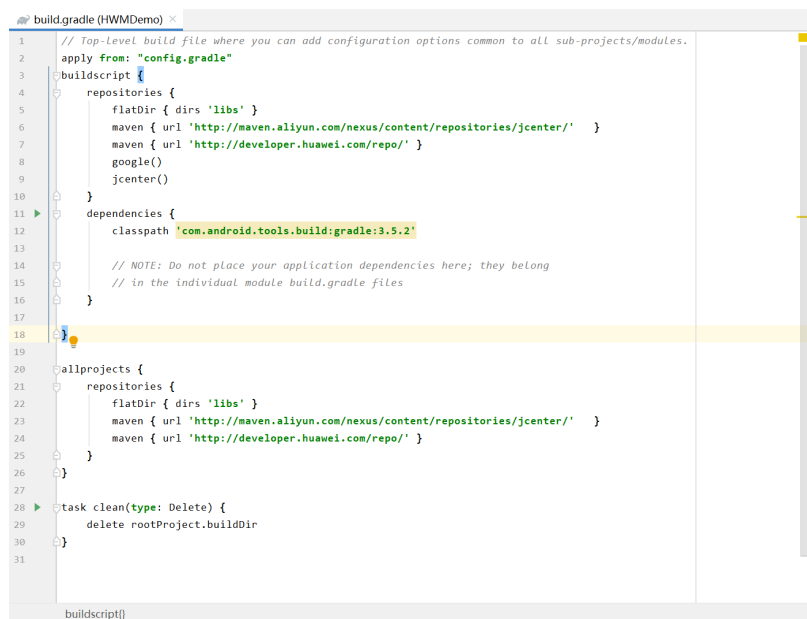 build.gradle (HWMDemo) ×
1 // Top-level build file where you can add configuration options common to all sub-projects/modules.
2 apply from: "config.gradle"
3 buildscript {
4 repositories {
5 flatDir { dirs 'libs' }
6 maven { url 'http://maven.aliyun.com/nexus/content/repositories/jcenter/' }
7 maven { url 'http://developer.huawei.com/repo/' }
8 google()
9 jcenter()
10 }
11 dependencies {
12 classpath 'com.android.tools.build:gradle:3.5.2'
13
14 // NOTE: Do not place your application dependencies here; they belong
15 // in the individual module build.gradle files
16 }
17
18 }
19
20 allprojects {
21 repositories {
22 flatDir { dirs 'libs' }
23 maven { url 'http://maven.aliyun.com/nexus/content/repositories/jcenter/' }
24 maven { url 'http://developer.huawei.com/repo/' }
25 }
26 }
27
28 task clean(type: Delete) {
29 delete rootProject.buildDir
30 }
31
buildscript{}